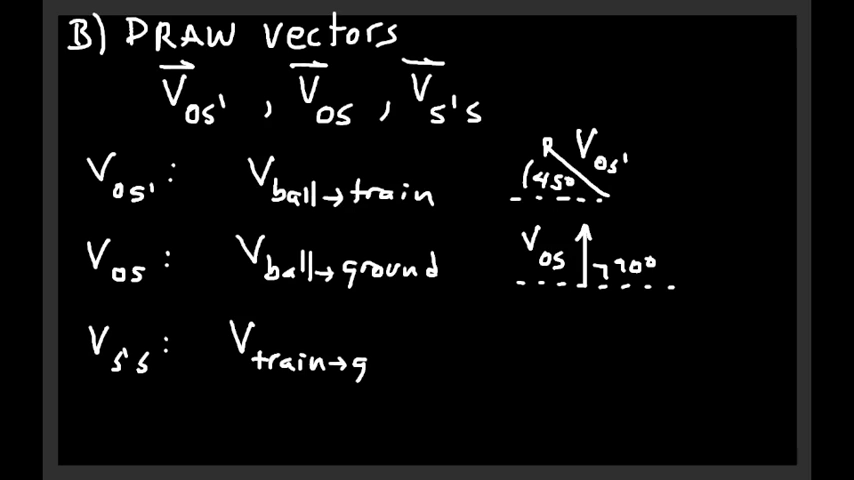 B) DRAW vectors
V⃗os' , V⃗os , V⃗s's
Vos' : Vball→train 45° Vos'
Vos : Vball→ground Vos 90°
Vs's : Vtrain→g